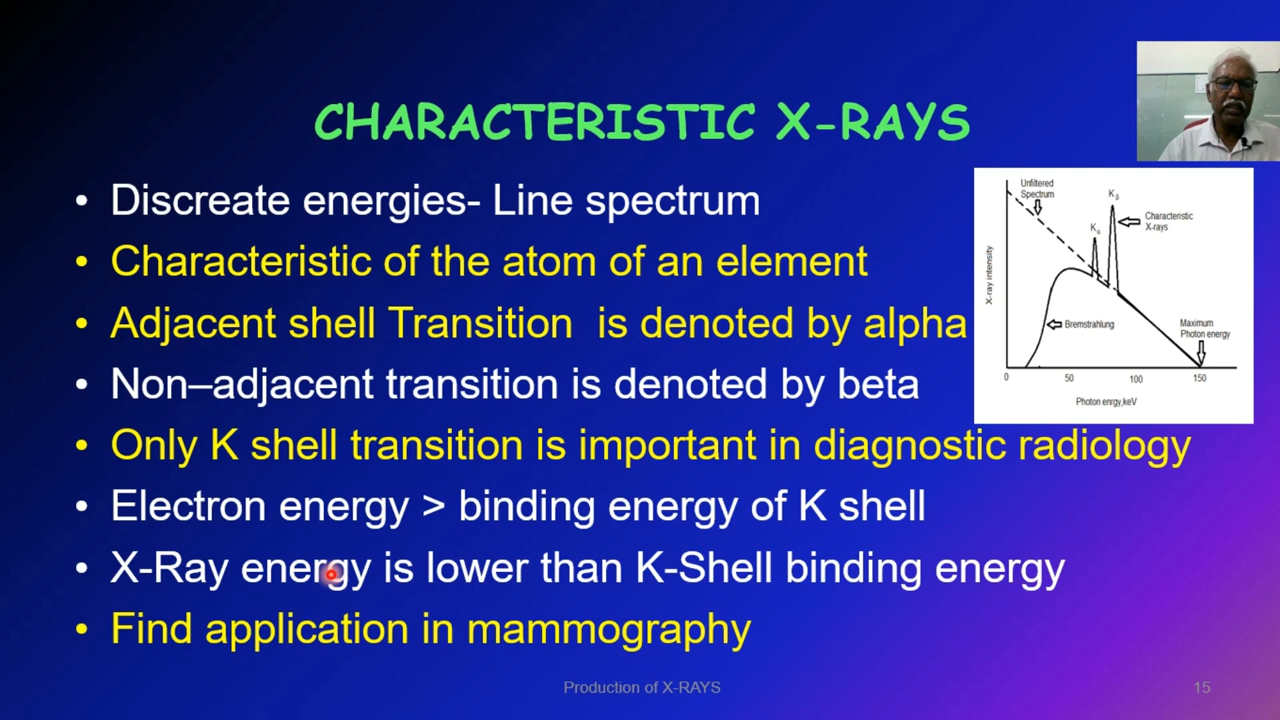 CHARACTERISTIC X-RAYS
• Discreate energies- Line spectrum
• Characteristic of the atom of an element
• Adjacent shell Transition is denoted by alpha
• Non–adjacent transition is denoted by beta
• Only K shell transition is important in diagnostic radiology
• Electron energy > binding energy of K shell
• X-Ray energy is lower than K-Shell binding energy
• Find application in mammography
Unfiltered
Spectrum
Kα
Kβ
Characteristic
X-rays
X-ray intensity
Bremstrahlung
Maximum
Photon energy
0 50 100 150
Photon enrgy,keV
Production of X-RAYS
15